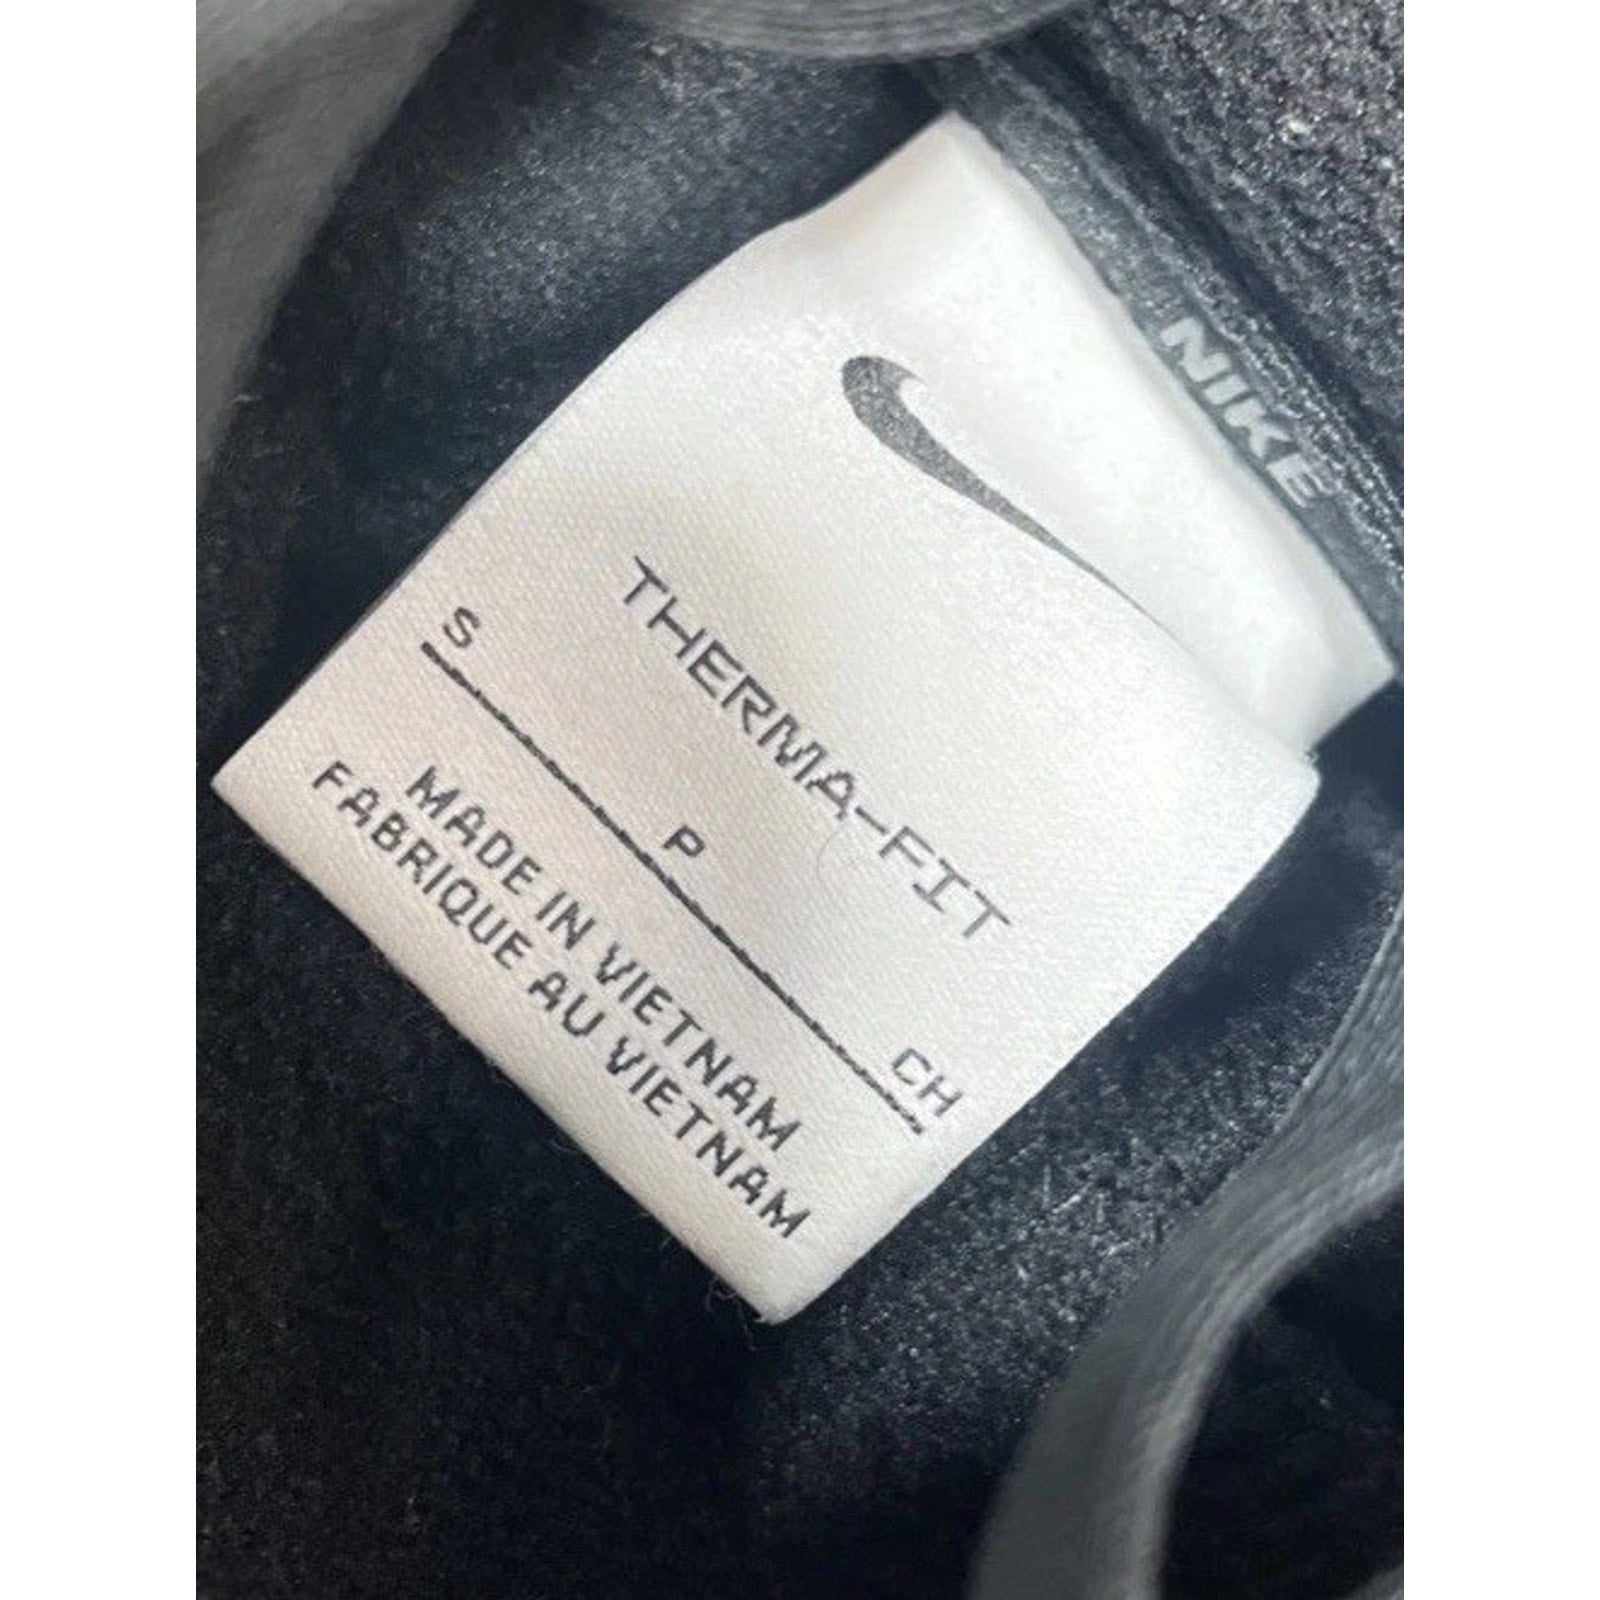 NIKE
THERMA-FIT
S P CH
MADE IN VIETNAM
FABRIQUE AU VIETNAM